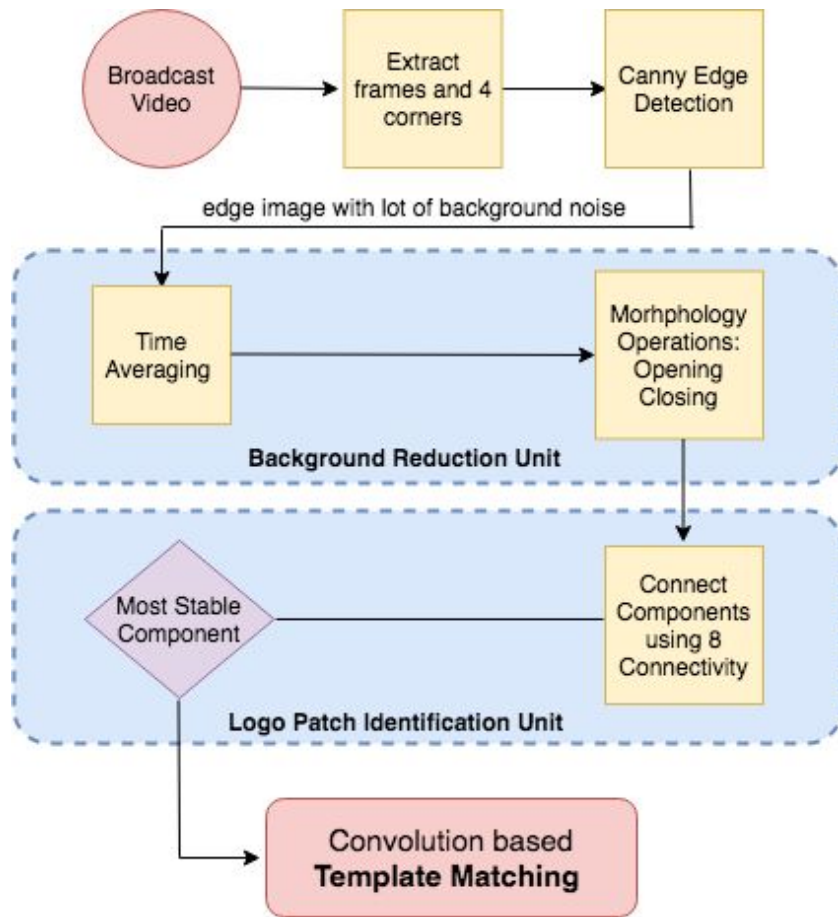 Broadcast
Video
Extract
frames and 4
corners
Canny Edge
Detection
edge image with lot of background noise
Time
Averaging
Morhphology
Operations:
Opening
Closing
Background Reduction Unit
Most Stable
Component
Connect
Components
using 8
Connectivity
Logo Patch Identification Unit
Convolution based
Template Matching